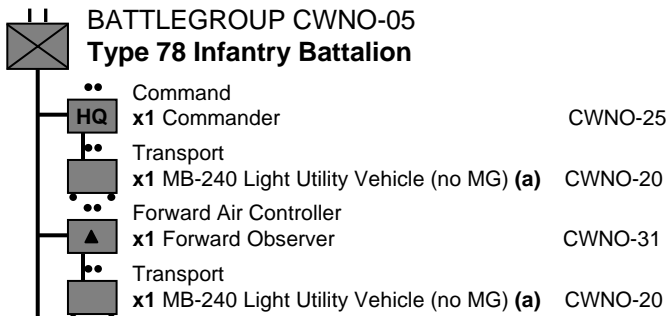 BATTLEGROUP CWNO-05
Type 78 Infantry Battalion
Command
HQ x1 Commander CWNO-25
Transport
x1 MB-240 Light Utility Vehicle (no MG) (a) CWNO-20
Forward Air Controller
x1 Forward Observer CWNO-31
Transport
x1 MB-240 Light Utility Vehicle (no MG) (a) CWNO-20